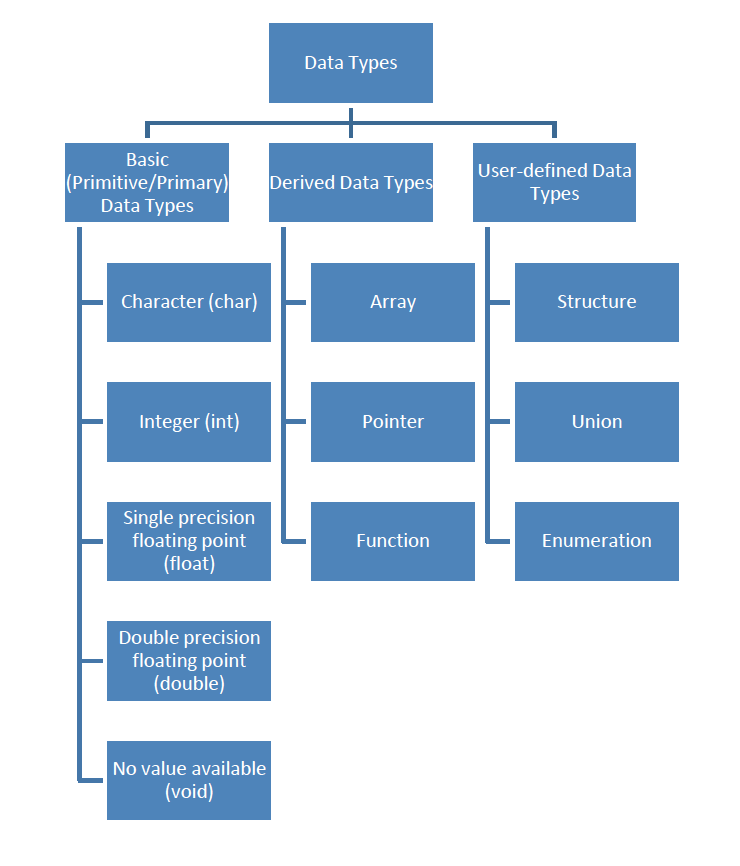 Data Types
Basic
(Primitive/Primary)
Data Types
Derived Data Types
User-defined Data
Types
Character (char)
Array
Structure
Integer (int)
Pointer
Union
Single precision
floating point
(float)
Function
Enumeration
Double precision
floating point
(double)
No value available
(void)